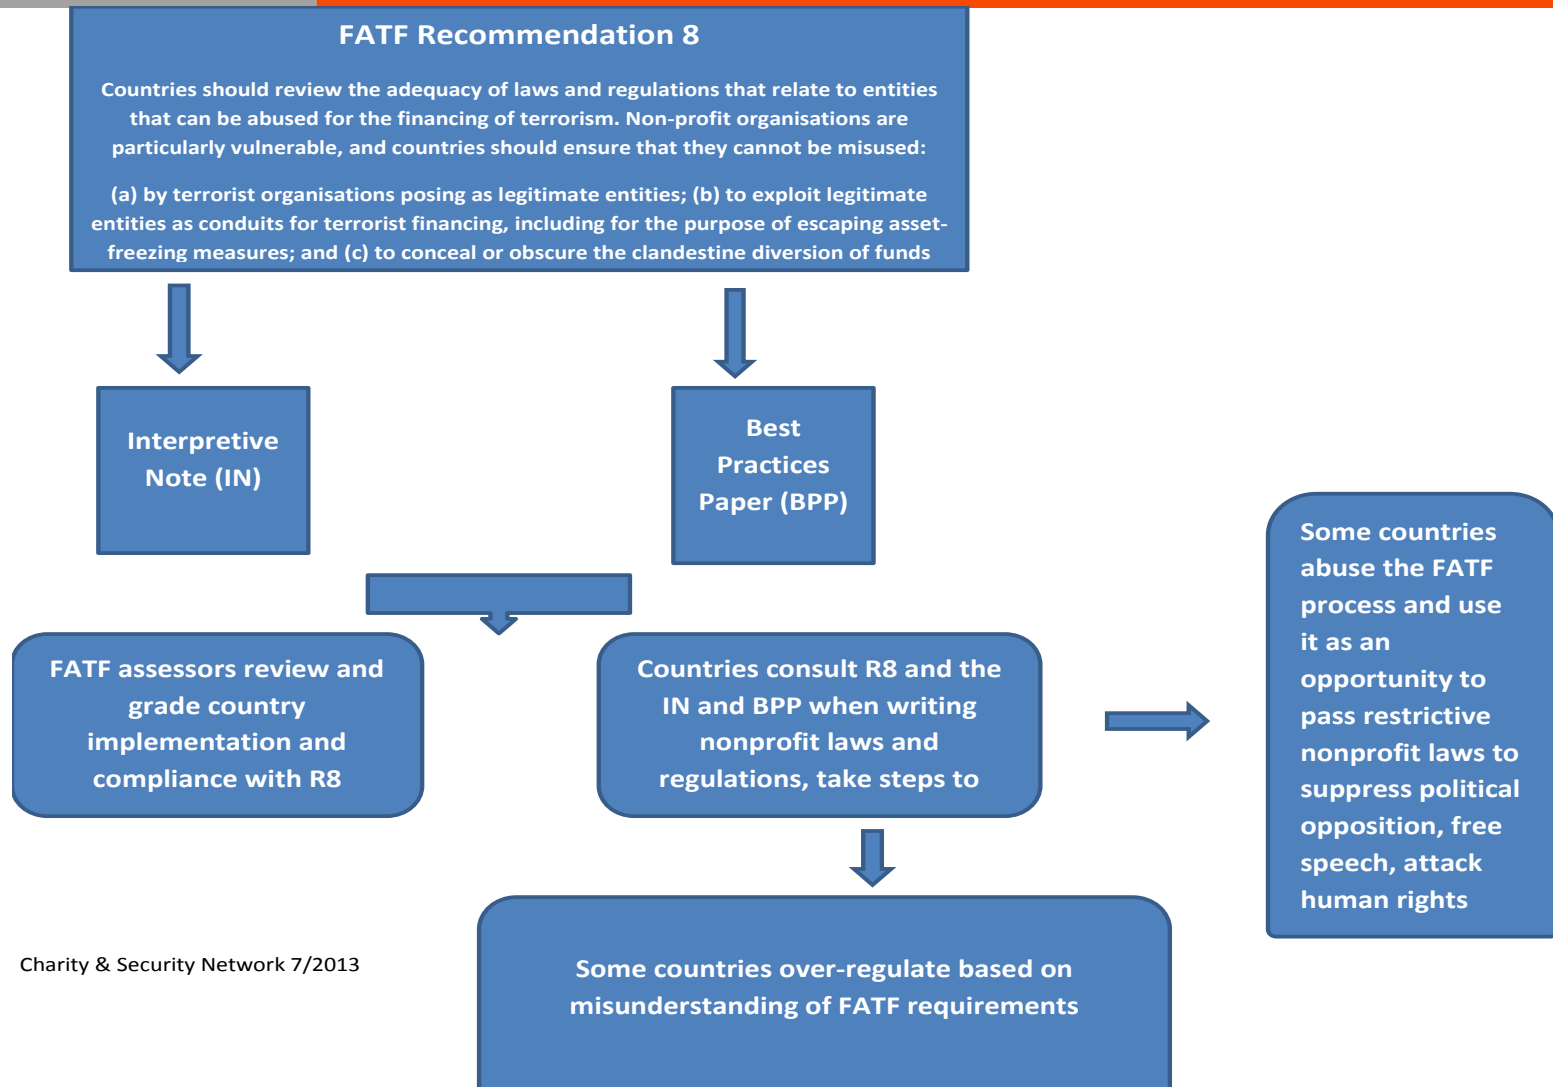 FATF Recommendation 8
Countries should review the adequacy of laws and regulations that relate to entities
that can be abused for the financing of terrorism. Non-profit organisations are
particularly vulnerable, and countries should ensure that they cannot be misused:
(a) by terrorist organisations posing as legitimate entities; (b) to exploit legitimate
entities as conduits for terrorist financing, including for the purpose of escaping asset-
freezing measures; and (c) to conceal or obscure the clandestine diversion of funds
Interpretive
Note (IN)
Best
Practices
Paper (BPP)
FATF assessors review and
grade country
implementation and
compliance with R8
Countries consult R8 and the
IN and BPP when writing
nonprofit laws and
regulations, take steps to
Some countries
abuse the FATF
process and use
it as an
opportunity to
pass restrictive
nonprofit laws to
suppress political
opposition, free
speech, attack
human rights
Some countries over-regulate based on
misunderstanding of FATF requirements
Charity & Security Network 7/2013